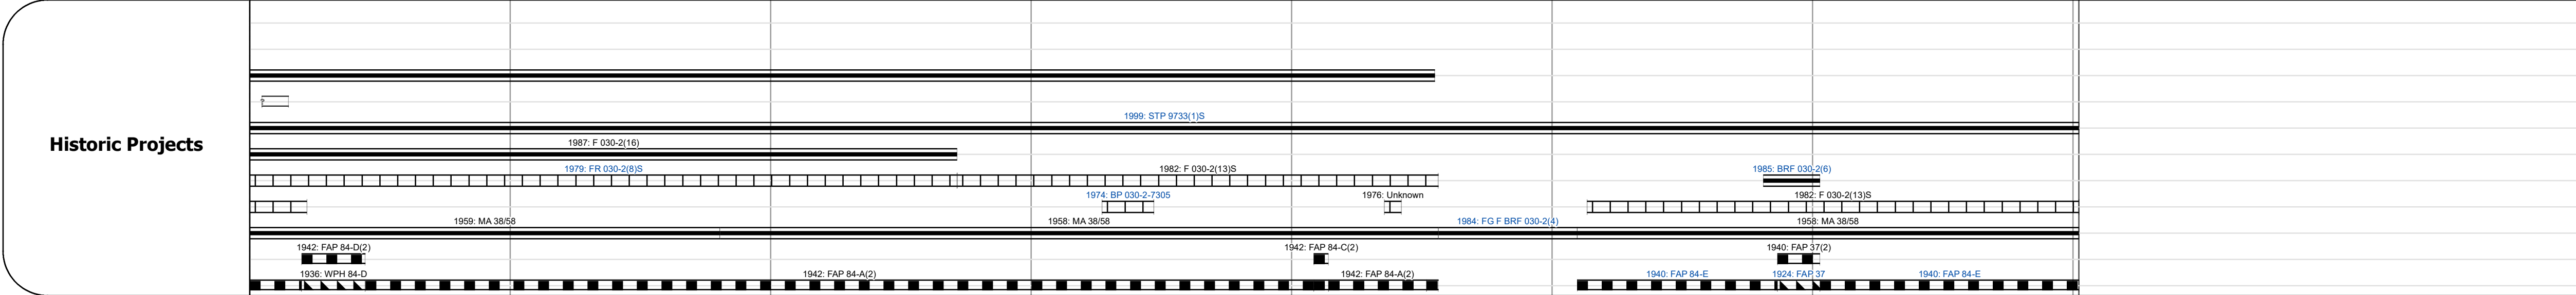 1999: STP 9733(1)S
Historic Projects
1987: F 030-2(16)
1979: FR 030-2(8)S 1982: F 030-2(13)S 1985: BRF 030-2(6)
1974: BP 030-2-7305 1976: Unknown 1982: F 030-2(13)S
1959: MA 38/58 1958: MA 38/58 1984: FG F BRF 030-2(4) 1958: MA 38/58
1942: FAP 84-D(2) 1942: FAP 84-C(2) 1940: FAP 37(2)
1936: WPH 84-D 1942: FAP 84-A(2) 1942: FAP 84-A(2) 1940: FAP 84-E 1924: FAP 37 1940: FAP 84-E